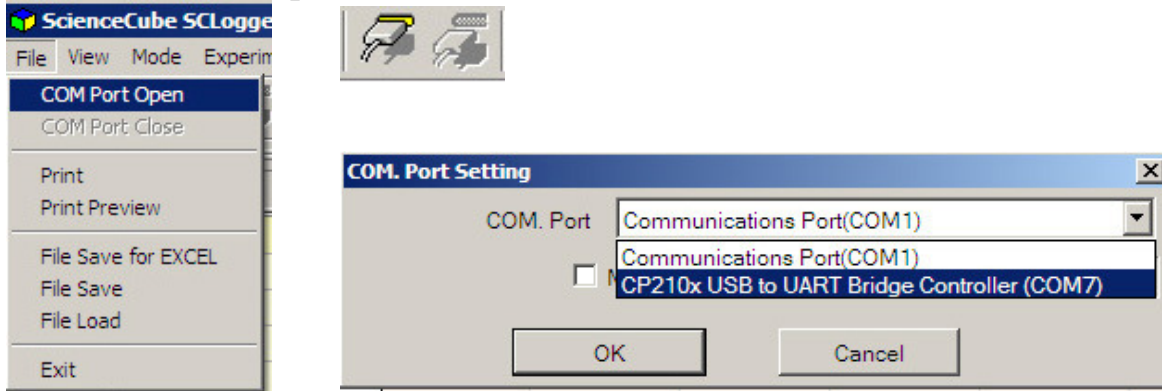 ScienceCube SCLogge
File View Mode Experim
COM Port Open
COM Port Close
Print
Print Preview
File Save for EXCEL
File Save
File Load
Exit
COM. Port Setting
COM. Port Communications Port(COM1)
Communications Port(COM1)
CP210x USB to UART Bridge Controller (COM7)
OK Cancel